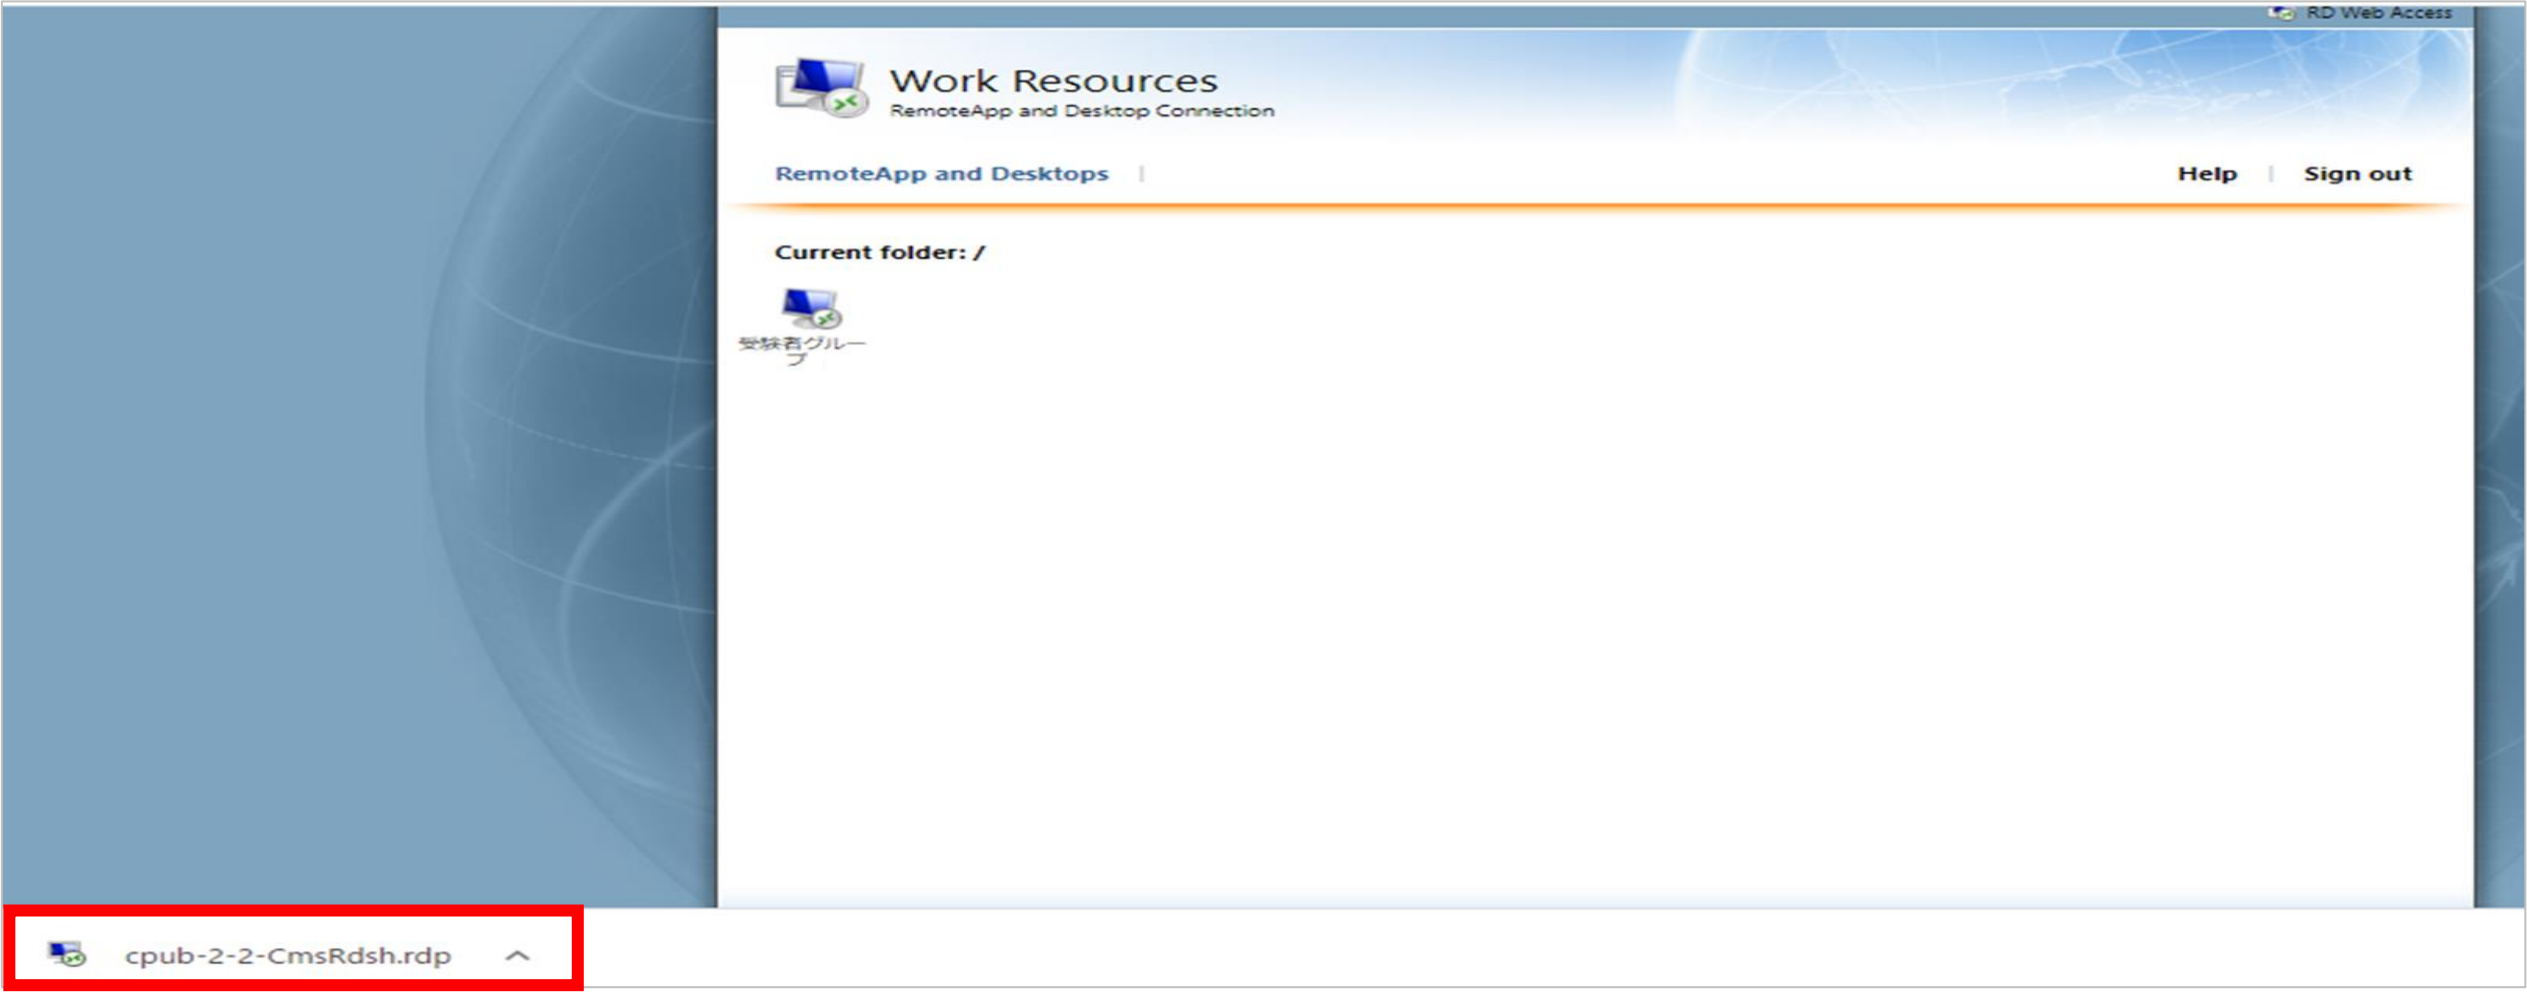 RD Web Access
Work Resources
RemoteApp and Desktop Connection
RemoteApp and Desktops
Help
Sign out
Current folder: /
受験者グルー
プ
cpub-2-2-CmsRdsh.rdp